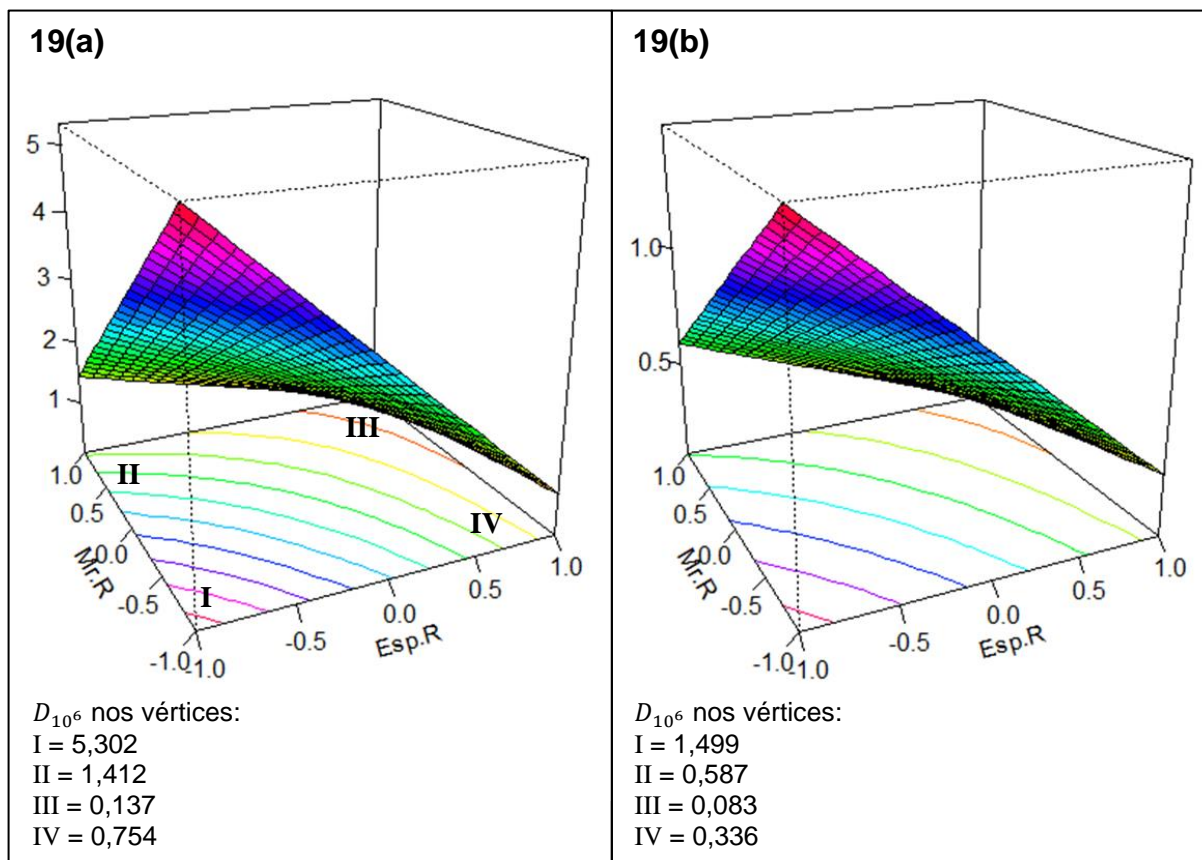 19(a)
5
4
3
2
1
III
II
IV
I
1.0
0.5
0.0
-0.5
-1.0
Mr.R
-1.0
-0.5
0.0
0.5
1.0
Esp.R
D₁₀⁶ nos vértices:
I = 5,302
II = 1,412
III = 0,137
IV = 0,754
19(b)
1.0
0.5
1.0
0.5
0.0
-0.5
-1.0
Mr.R
-1.0
-0.5
0.0
0.5
1.0
Esp.R
D₁₀⁶ nos vértices:
I = 1,499
II = 0,587
III = 0,083
IV = 0,336